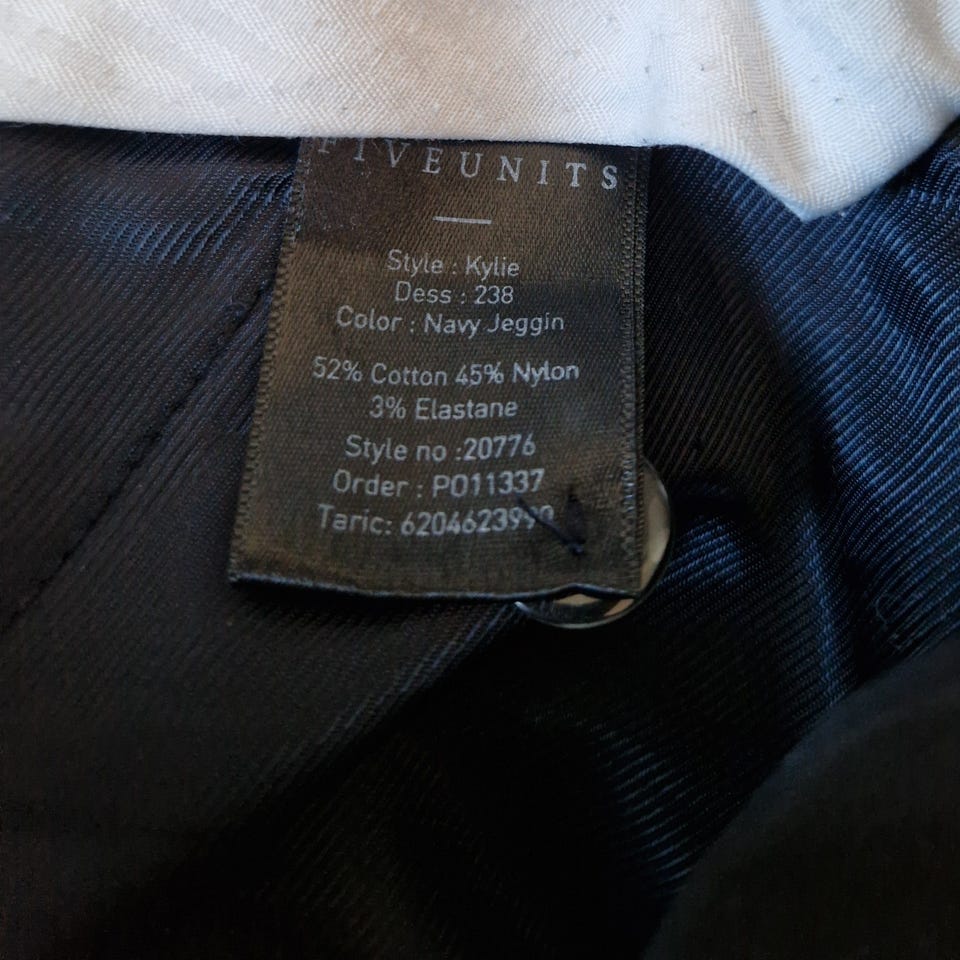 FIVEUNITS
Style : Kylie
Dess : 238
Color : Navy Jeggin
52% Cotton 45% Nylon
3% Elastane
Style no :20776
Order : PO11337
Taric: 6204623990